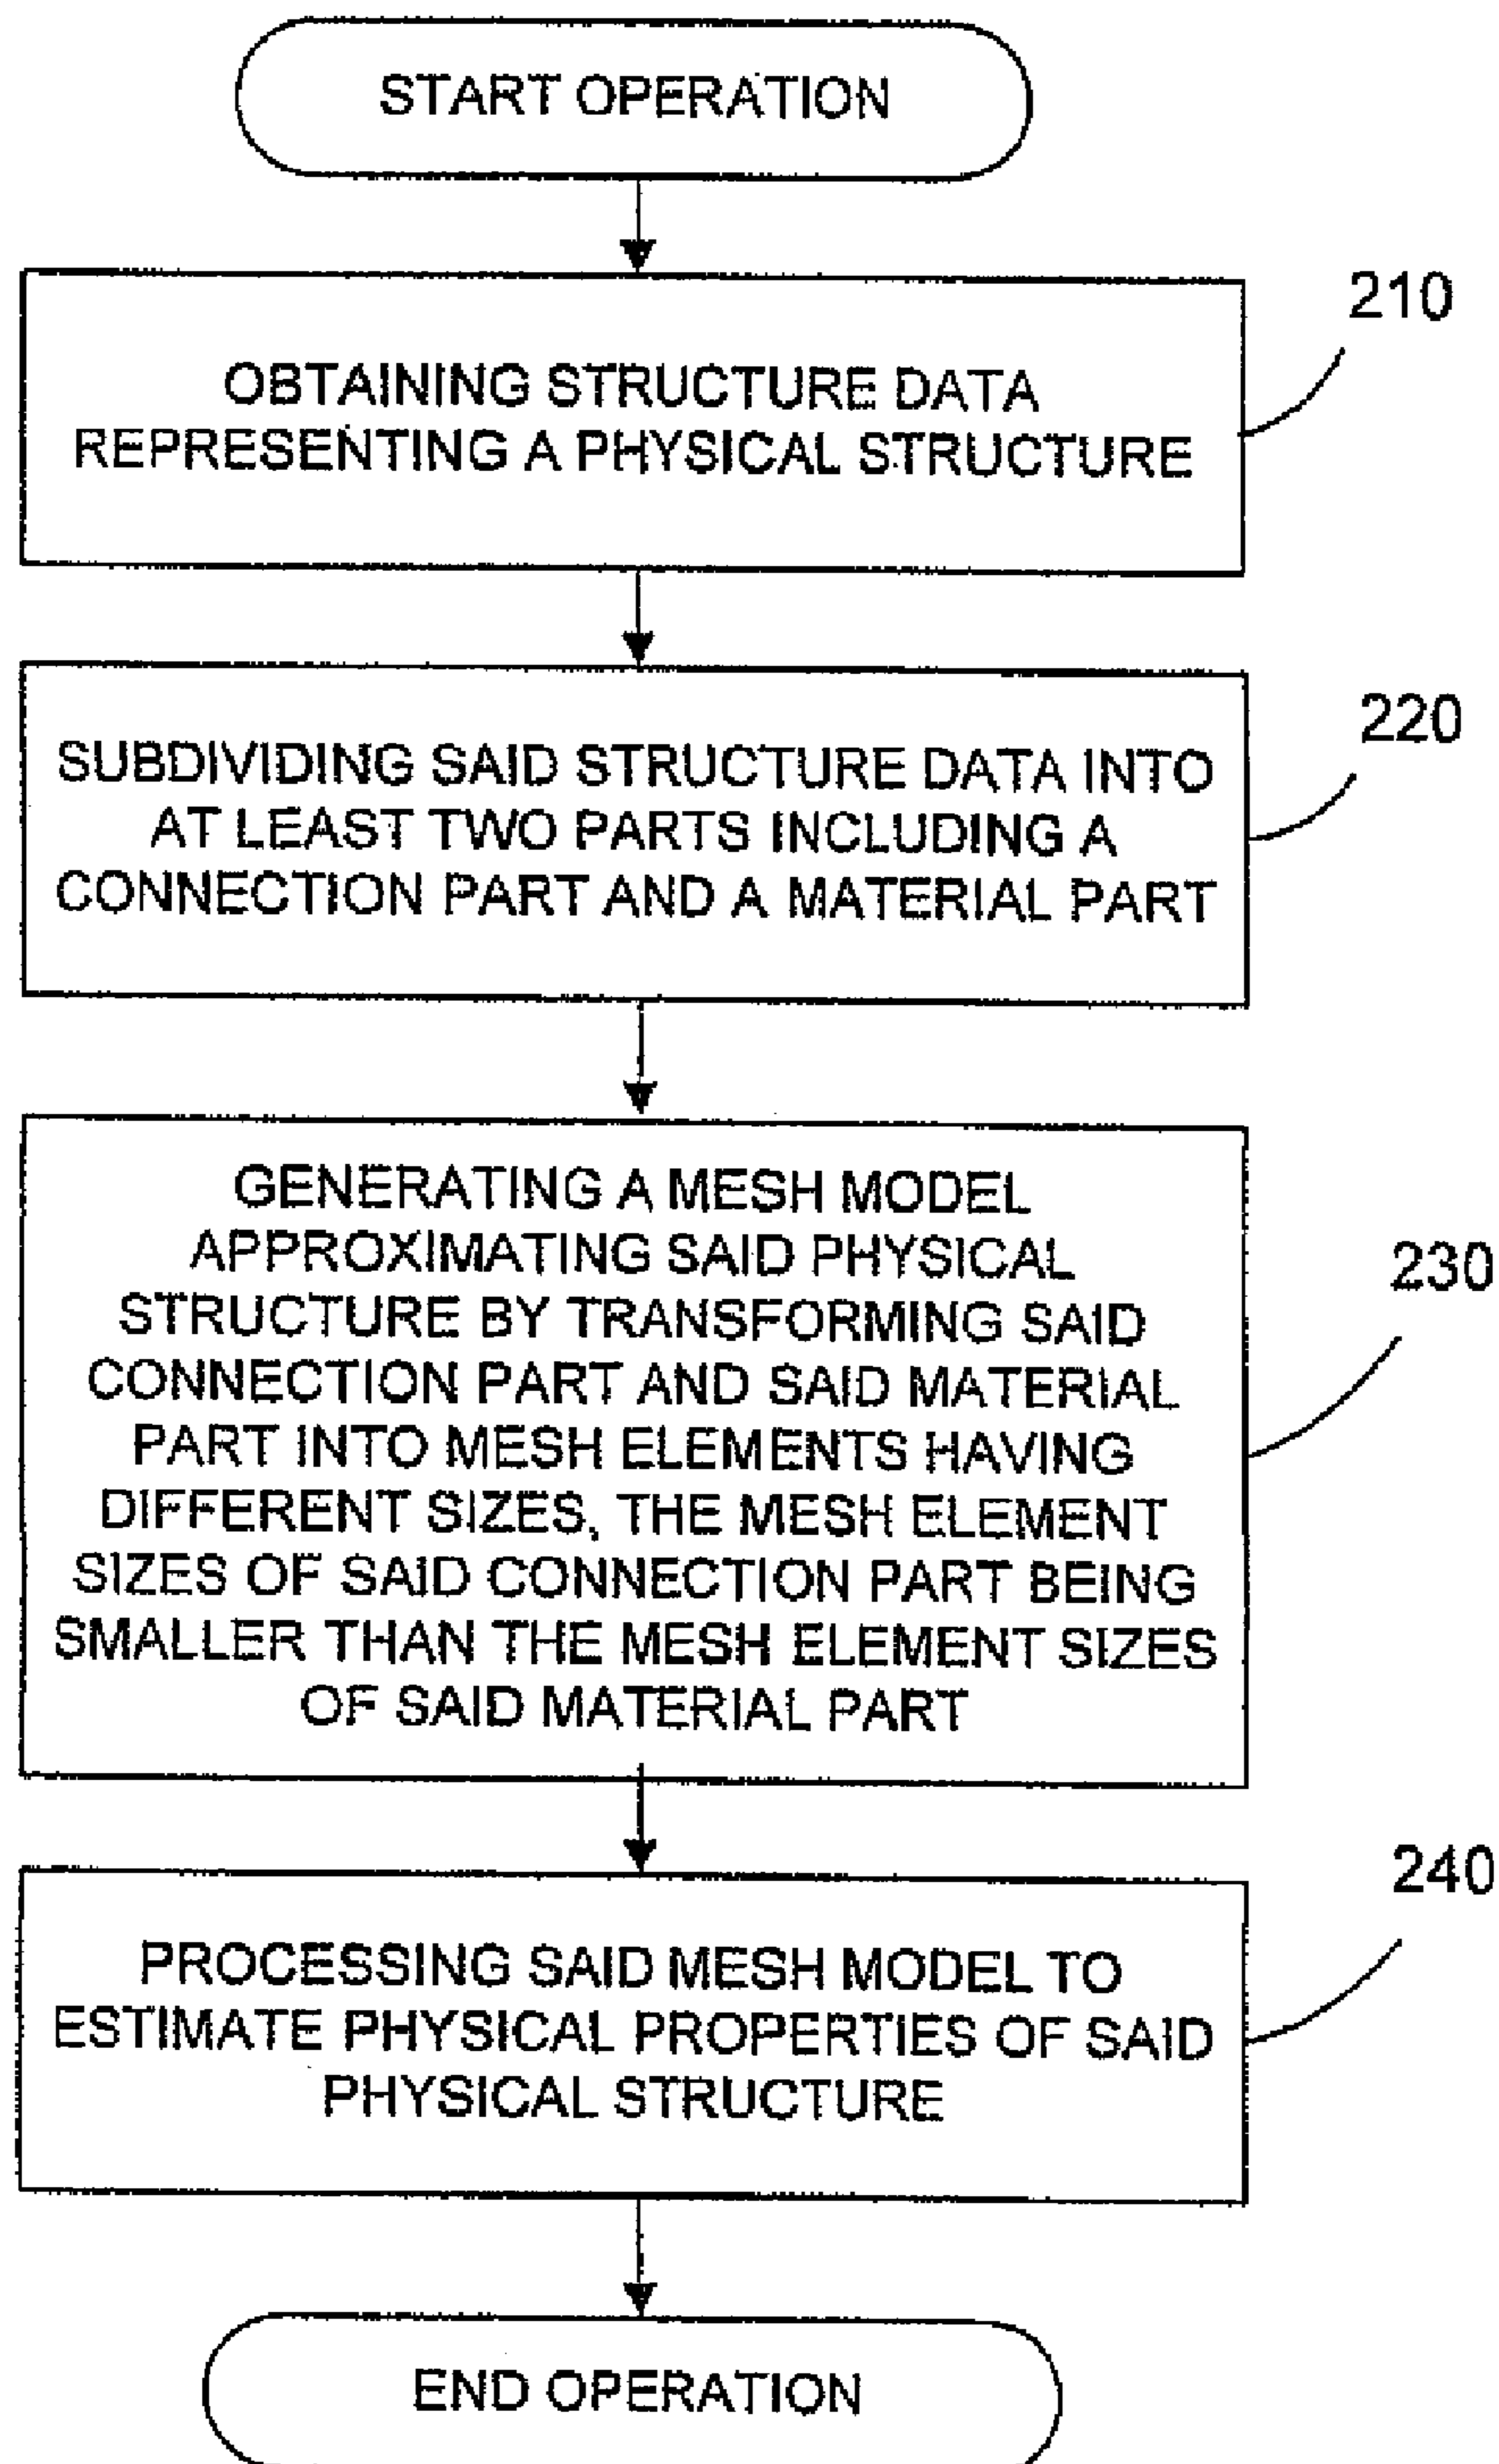 START OPERATION
210
OBTAINING STRUCTURE DATA
REPRESENTING A PHYSICAL STRUCTURE
220
SUBDIVIDING SAID STRUCTURE DATA INTO
AT LEAST TWO PARTS INCLUDING A
CONNECTION PART AND A MATERIAL PART
230
GENERATING A MESH MODEL
APPROXIMATING SAID PHYSICAL
STRUCTURE BY TRANSFORMING SAID
CONNECTION PART AND SAID MATERIAL
PART INTO MESH ELEMENTS HAVING
DIFFERENT SIZES, THE MESH ELEMENT
SIZES OF SAID CONNECTION PART BEING
SMALLER THAN THE MESH ELEMENT SIZES
OF SAID MATERIAL PART
240
PROCESSING SAID MESH MODEL TO
ESTIMATE PHYSICAL PROPERTIES OF SAID
PHYSICAL STRUCTURE
END OPERATION